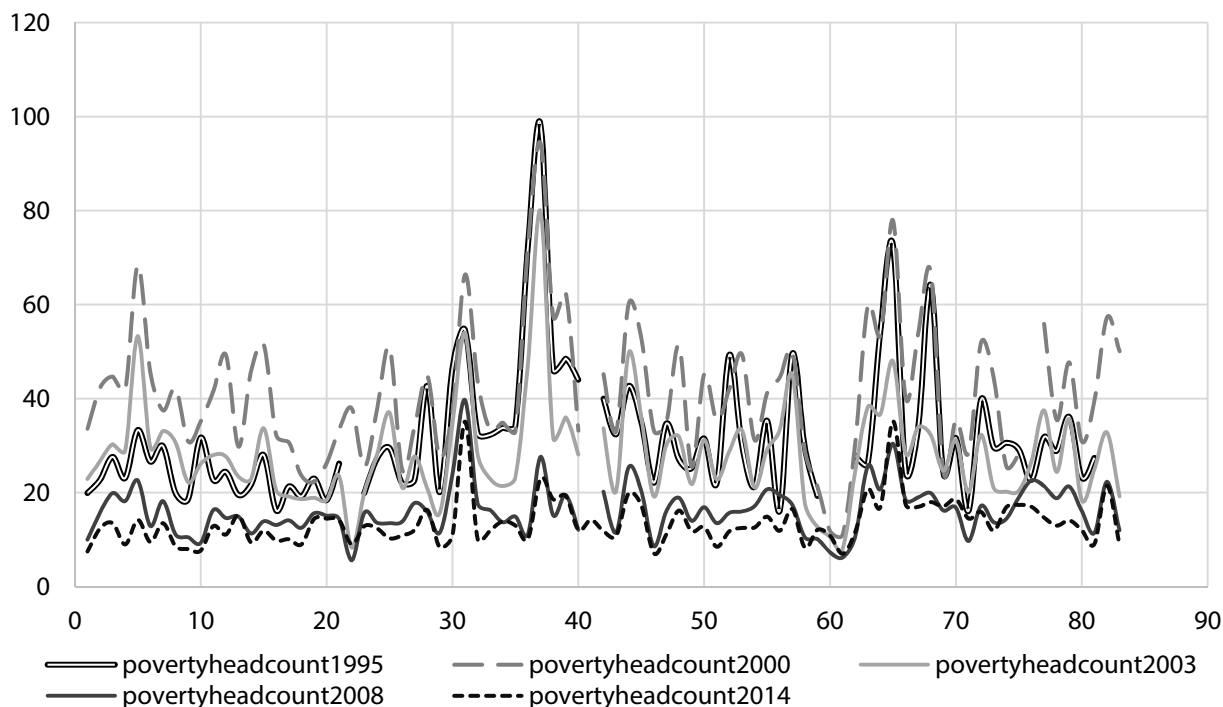 120
100
80
60
40
20
0
0 10 20 30 40 50 60 70 80 90
povertyheadcount1995 povertyheadcount2000 povertyheadcount2003
povertyheadcount2008 povertyheadcount2014